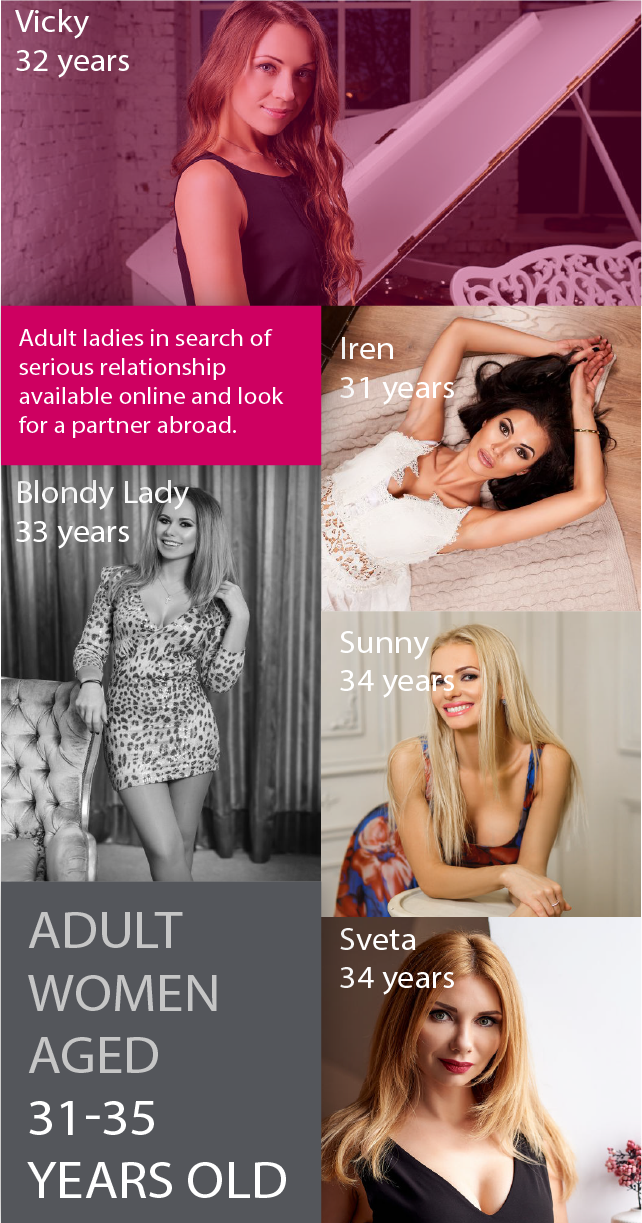 Vicky
32 years
Adult ladies in search of
serious relationship
available online and look
for a partner abroad.
Iren
31 years
Blondy Lady
33 years
Sunny
34 years
ADULT
WOMEN
AGED
31-35
YEARS OLD
Sveta
34 years